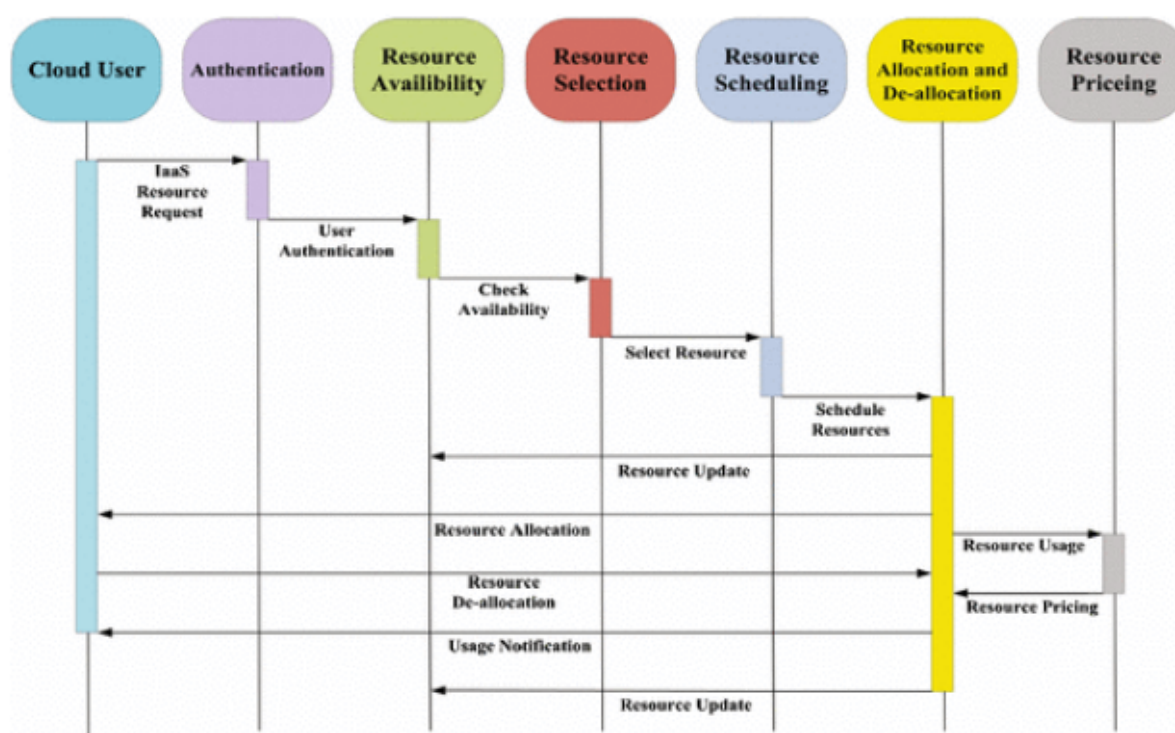 Cloud User
Authentication
Resource
Availibility
Resource
Selection
Resource
Scheduling
Resource
Allocation and
De-allocation
Resource
Priceing
IaaS
Resource
Request
User
Authentication
Check
Availability
Select Resource
Schedule
Resources
Resource Update
Resource Allocation
Resource Usage
Resource
De-allocation
Resource Pricing
Usage Notification
Resource Update